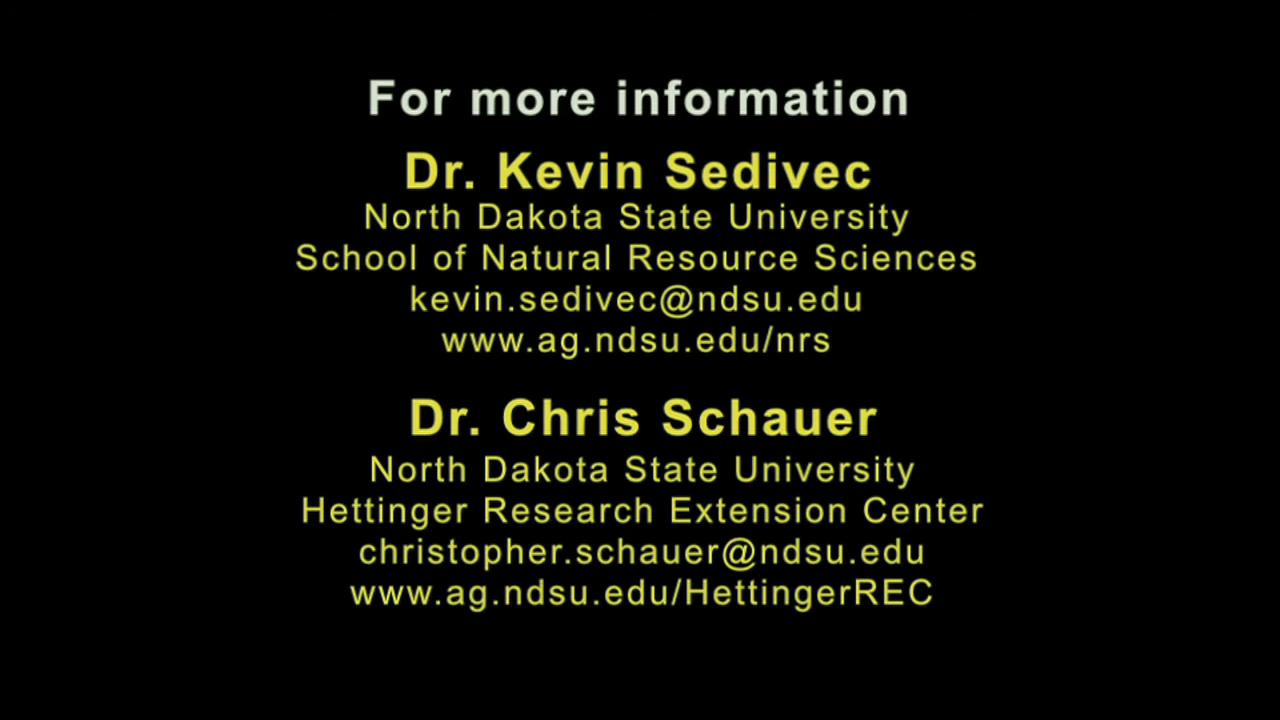 For more information
Dr. Kevin Sedivec
North Dakota State University
School of Natural Resource Sciences
kevin.sedivec@ndsu.edu
www.ag.ndsu.edu/nrs
Dr. Chris Schauer
North Dakota State University
Hettinger Research Extension Center
christopher.schauer@ndsu.edu
www.ag.ndsu.edu/HettingerREC